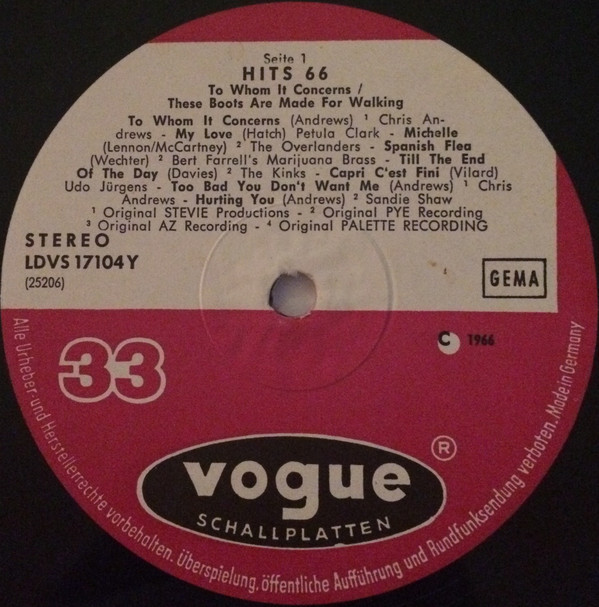 Seite 1
HITS 66
To Whom It Concerns /
These Boots Are Made For Walking
To Whom It Concerns (Andrews) ¹ Chris An-
drews - My Love (Hatch) Petula Clark - Michelle
(Lennon/McCartney) ² The Overlanders - Spanish Flea
(Wechter) ² Bert Farrell's Marijuana Brass - Till The End
Of The Day (Davies) ² The Kinks - Capri C'est Fini (Vilard)
Udo Jürgens - Too Bad You Don't Want Me (Andrews) ¹ Chris
Andrews - Hurting You (Andrews) ² Sandie Shaw
¹ Original STEVIE Productions - ² Original PYE Recording
³ Original AZ Recording - ⁴ Original PALETTE RECORDING
STEREO
LDVS 17104 Y
(25206)
GEMA
33
C 1966
vogue ®
SCHALLPLATTEN
Alle Urheber- und Herstellerrechte vorbehalten. Überspielung, öffentliche Aufführung und Rundfunksendung verboten. Made in Germany